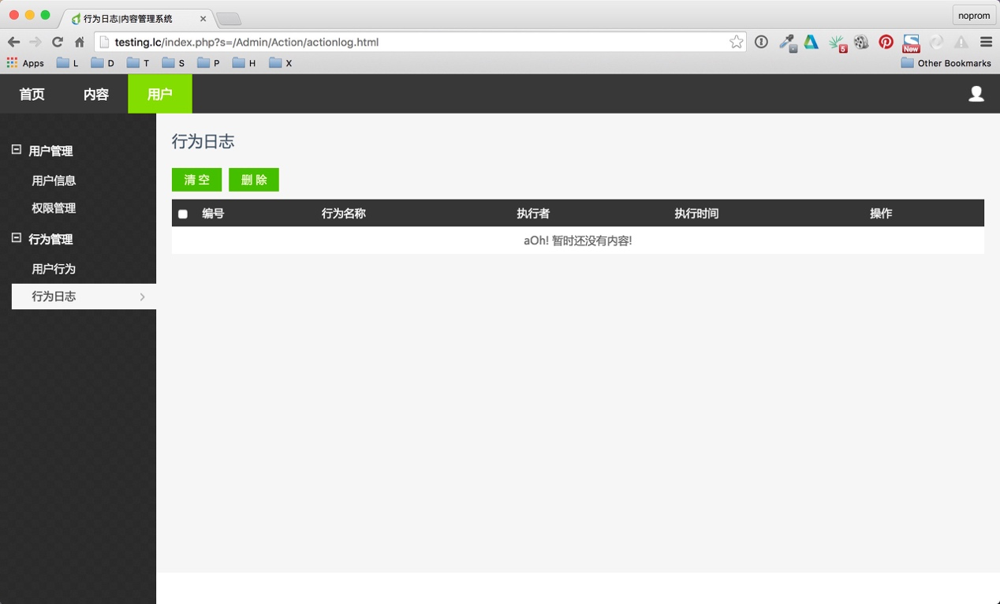 行为日志|内容管理系统
noprom
testing.lc/index.php?s=/Admin/Action/actionlog.html
5
New
Apps L D T S P H X Other Bookmarks
首页 内容 用户
用户管理
用户信息
权限管理
行为管理
用户行为
行为日志
行为日志
清 空 删 除
编号 行为名称 执行者 执行时间 操作
aOh! 暂时还没有内容!